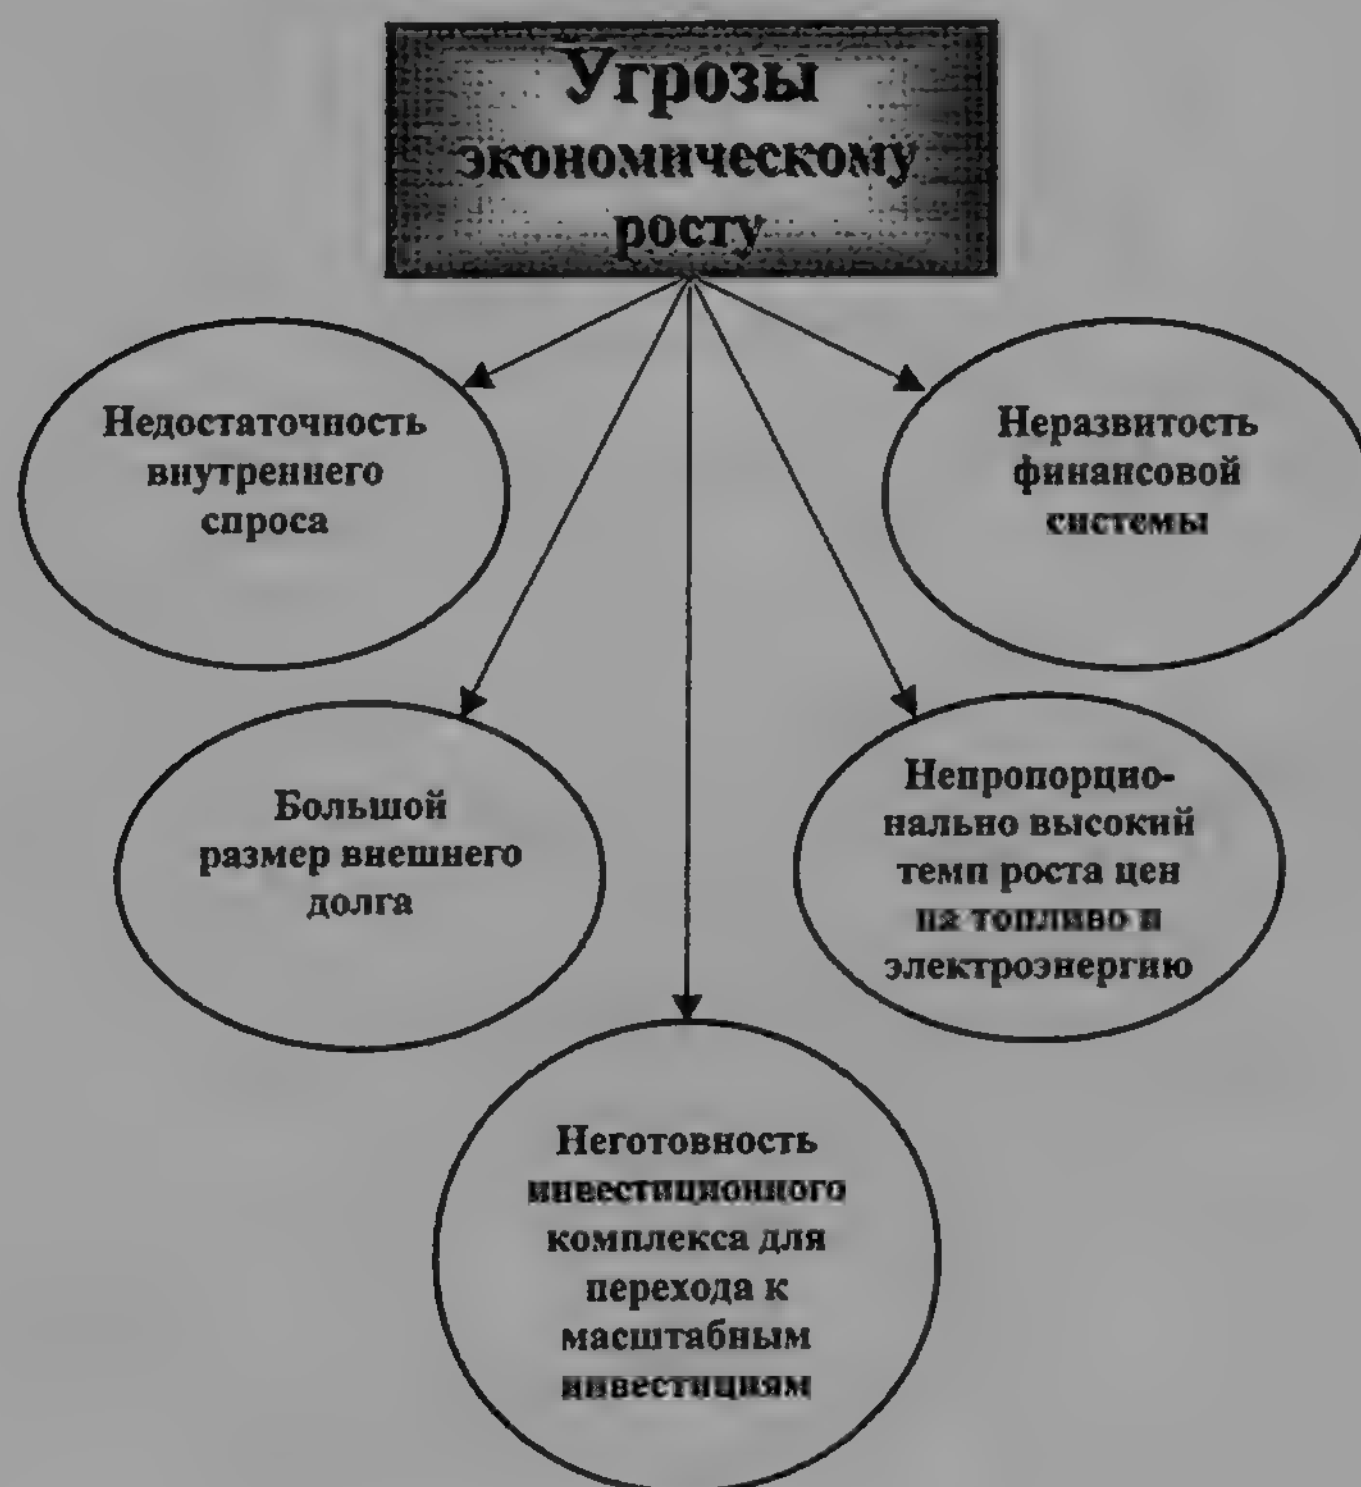 Угрозы
экономическому
росту
Недостаточность
внутреннего
спроса
Неразвитость
финансовой
системы
Большой
размер внешнего
долга
Непропорцио-
нально высокий
темп роста цен
на топливо и
электроэнергию
Неготовность
инвестиционного
комплекса для
перехода к
масштабным
инвестициям